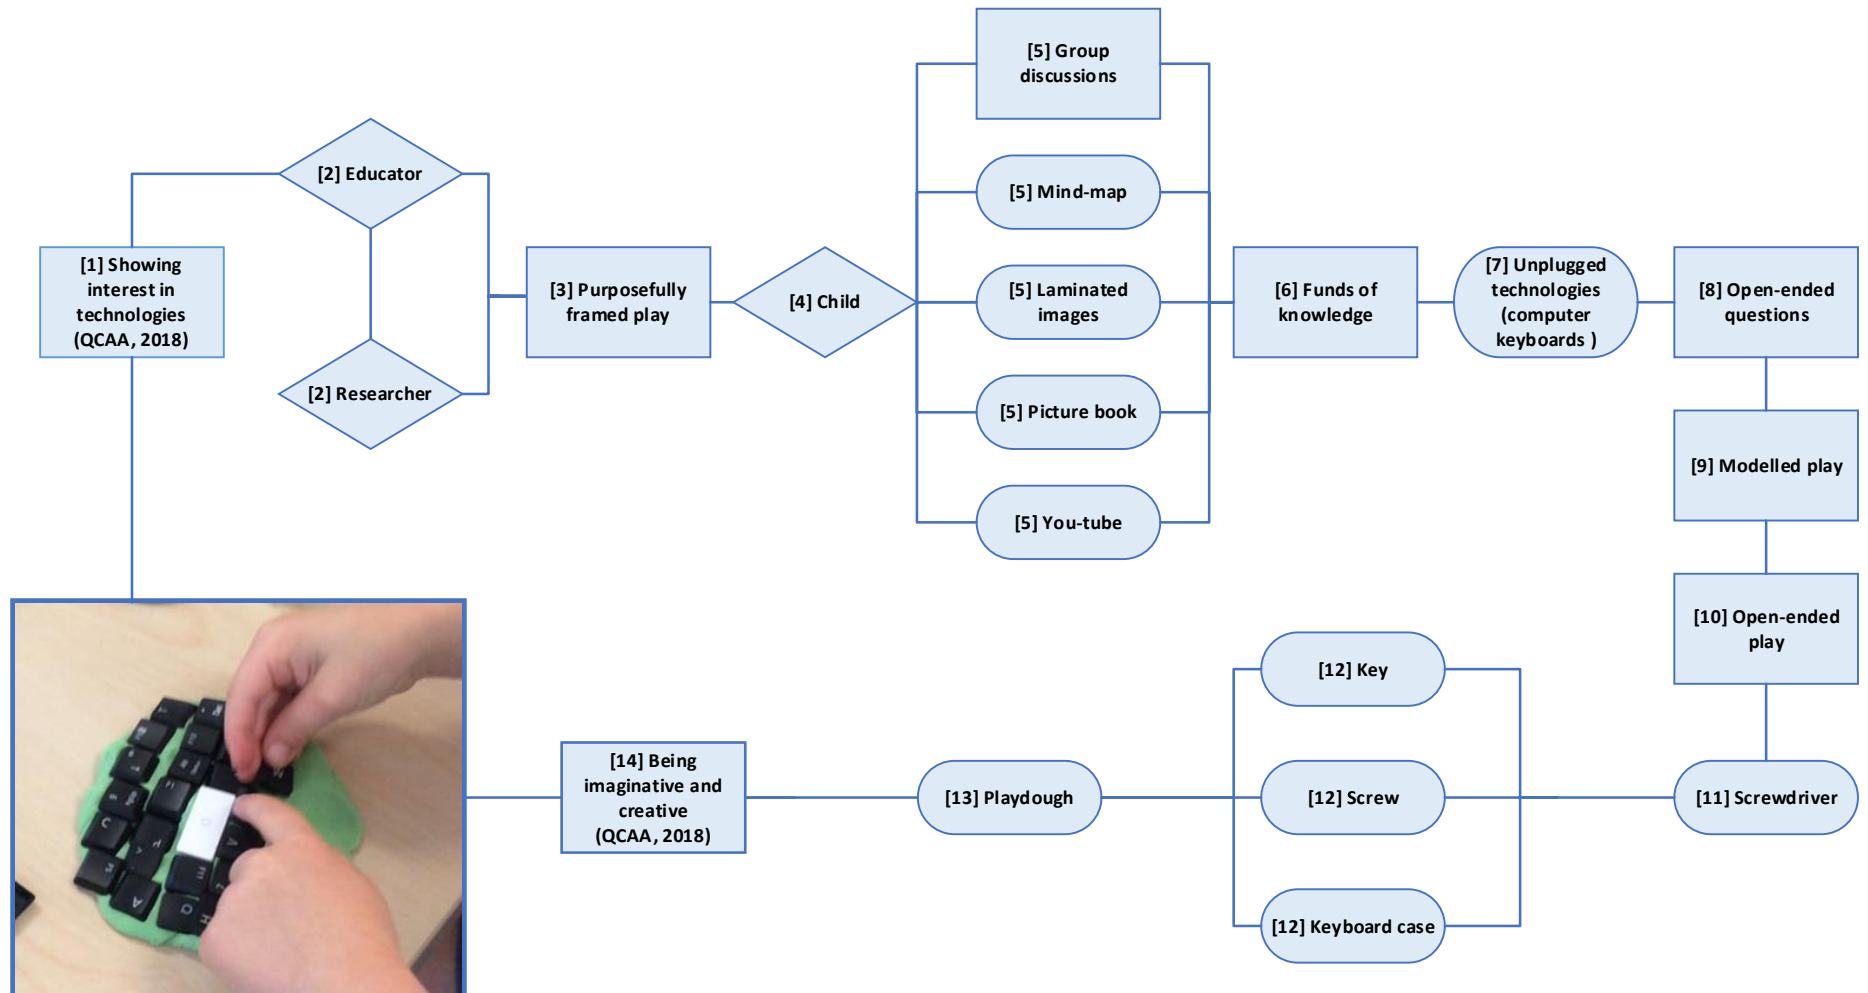 [1] Showing
interest in
technologies
(QCAA, 2018)
[2] Educator
[2] Researcher
[3] Purposefully
framed play
[4] Child
[5] Group
discussions
[5] Mind-map
[5] Laminated
images
[5] Picture book
[5] You-tube
[6] Funds of
knowledge
[7] Unplugged
technologies
(computer
keyboards )
[8] Open-ended
questions
[9] Modelled play
[10] Open-ended
play
[11] Screwdriver
[12] Key
[12] Screw
[12] Keyboard case
[13] Playdough
[14] Being
imaginative and
creative
(QCAA, 2018)